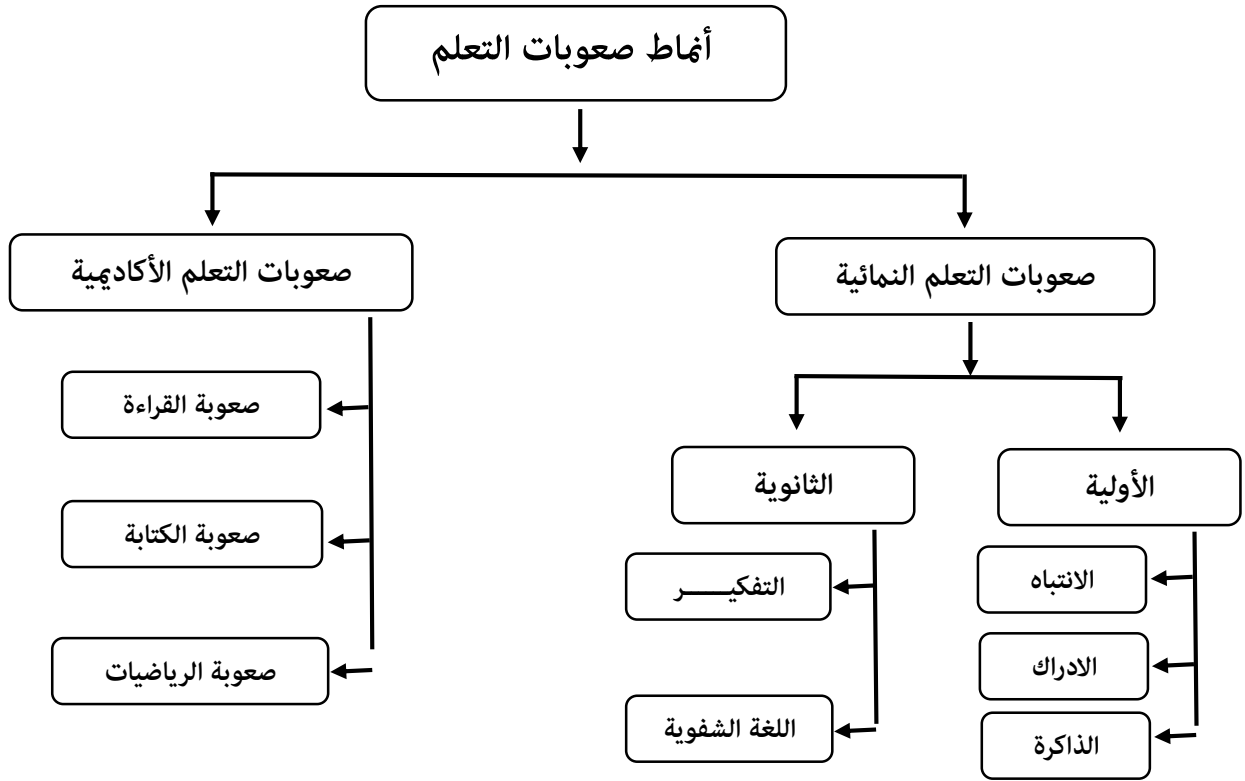 أنماط صعوبات التعلم
صعوبات التعلم النمائية
صعوبات التعلم الأكاديمية
الأولية
الثانوية
الانتباه
الادراك
الذاكرة
التفكيـــــر
اللغة الشفوية
صعوبة القراءة
صعوبة الكتابة
صعوبة الرياضيات